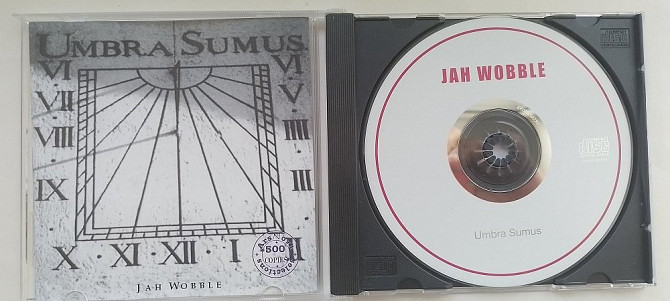 UMBRA SUMUS
VI VI
VII V
VIII IIII
IX III
X XI XII I II
500
COPIES
JAH WOBBLE
JAH WOBBLE
disc
Umbra Sumus